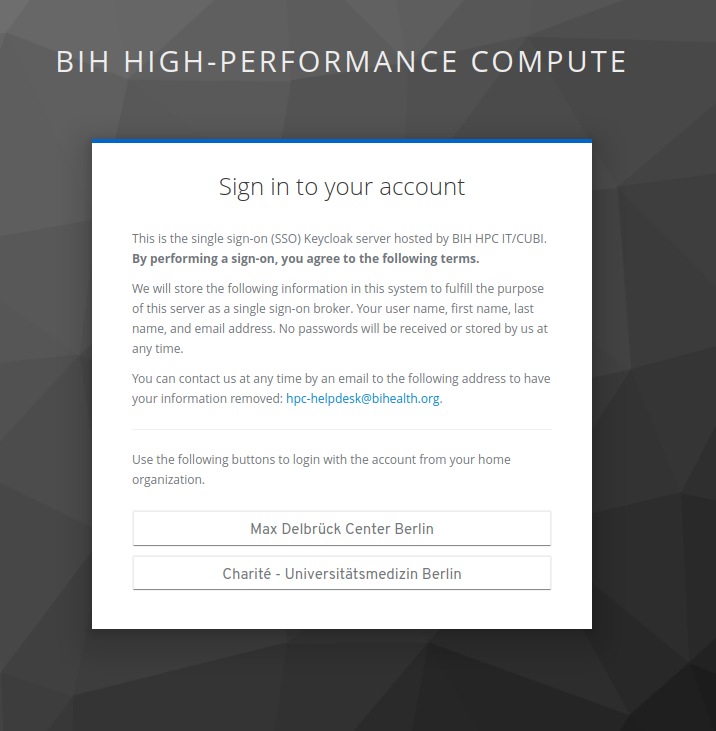 BIH HIGH-PERFORMANCE COMPUTE
Sign in to your account
This is the single sign-on (SSO) Keycloak server hosted by BIH HPC IT/CUBI.
By performing a sign-on, you agree to the following terms.
We will store the following information in this system to fulfill the purpose
of this server as a single sign-on broker. Your user name, first name, last
name, and email address. No passwords will be received or stored by us at
any time.
You can contact us at any time by an email to the following address to have
your information removed: hpc-helpdesk@bihealth.org.
Use the following buttons to login with the account from your home
organization.
Max Delbrück Center Berlin
Charité - Universitätsmedizin Berlin